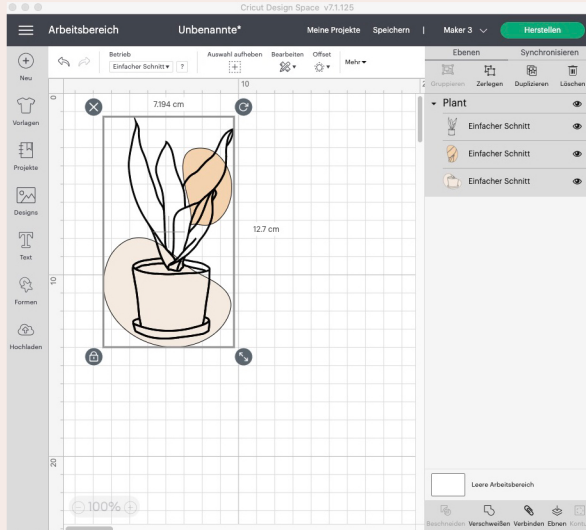 Cricut Design Space v7.1.125
Arbeitsbereich Unbenannte* Meine Projekte Speichern | Maker 3 Herstellen
Neu
Vorlagen
Projekte
Designs
Text
Formen
Hochladen
Betrieb
Einfacher Schnitt ?
Auswahl aufheben Bearbeiten Offset
Mehr
Ebenen Synchronisieren
Gruppieren Zerlegen Duplizieren Löschen
Plant
Einfacher Schnitt
Einfacher Schnitt
Einfacher Schnitt
0 10
7.194 cm
12.7 cm
10
20
100%
Leere Arbeitsbereich
Beschneiden Verschweißen Verbinden Ebnen